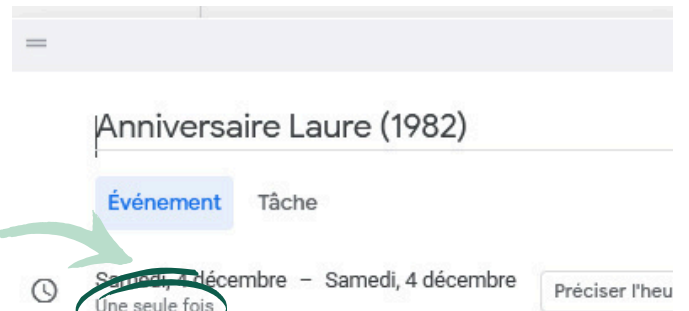 Anniversaire Laure (1982)
Événement Tâche
Samedi, 4 décembre – Samedi, 4 décembre Préciser l'heu
Une seule fois